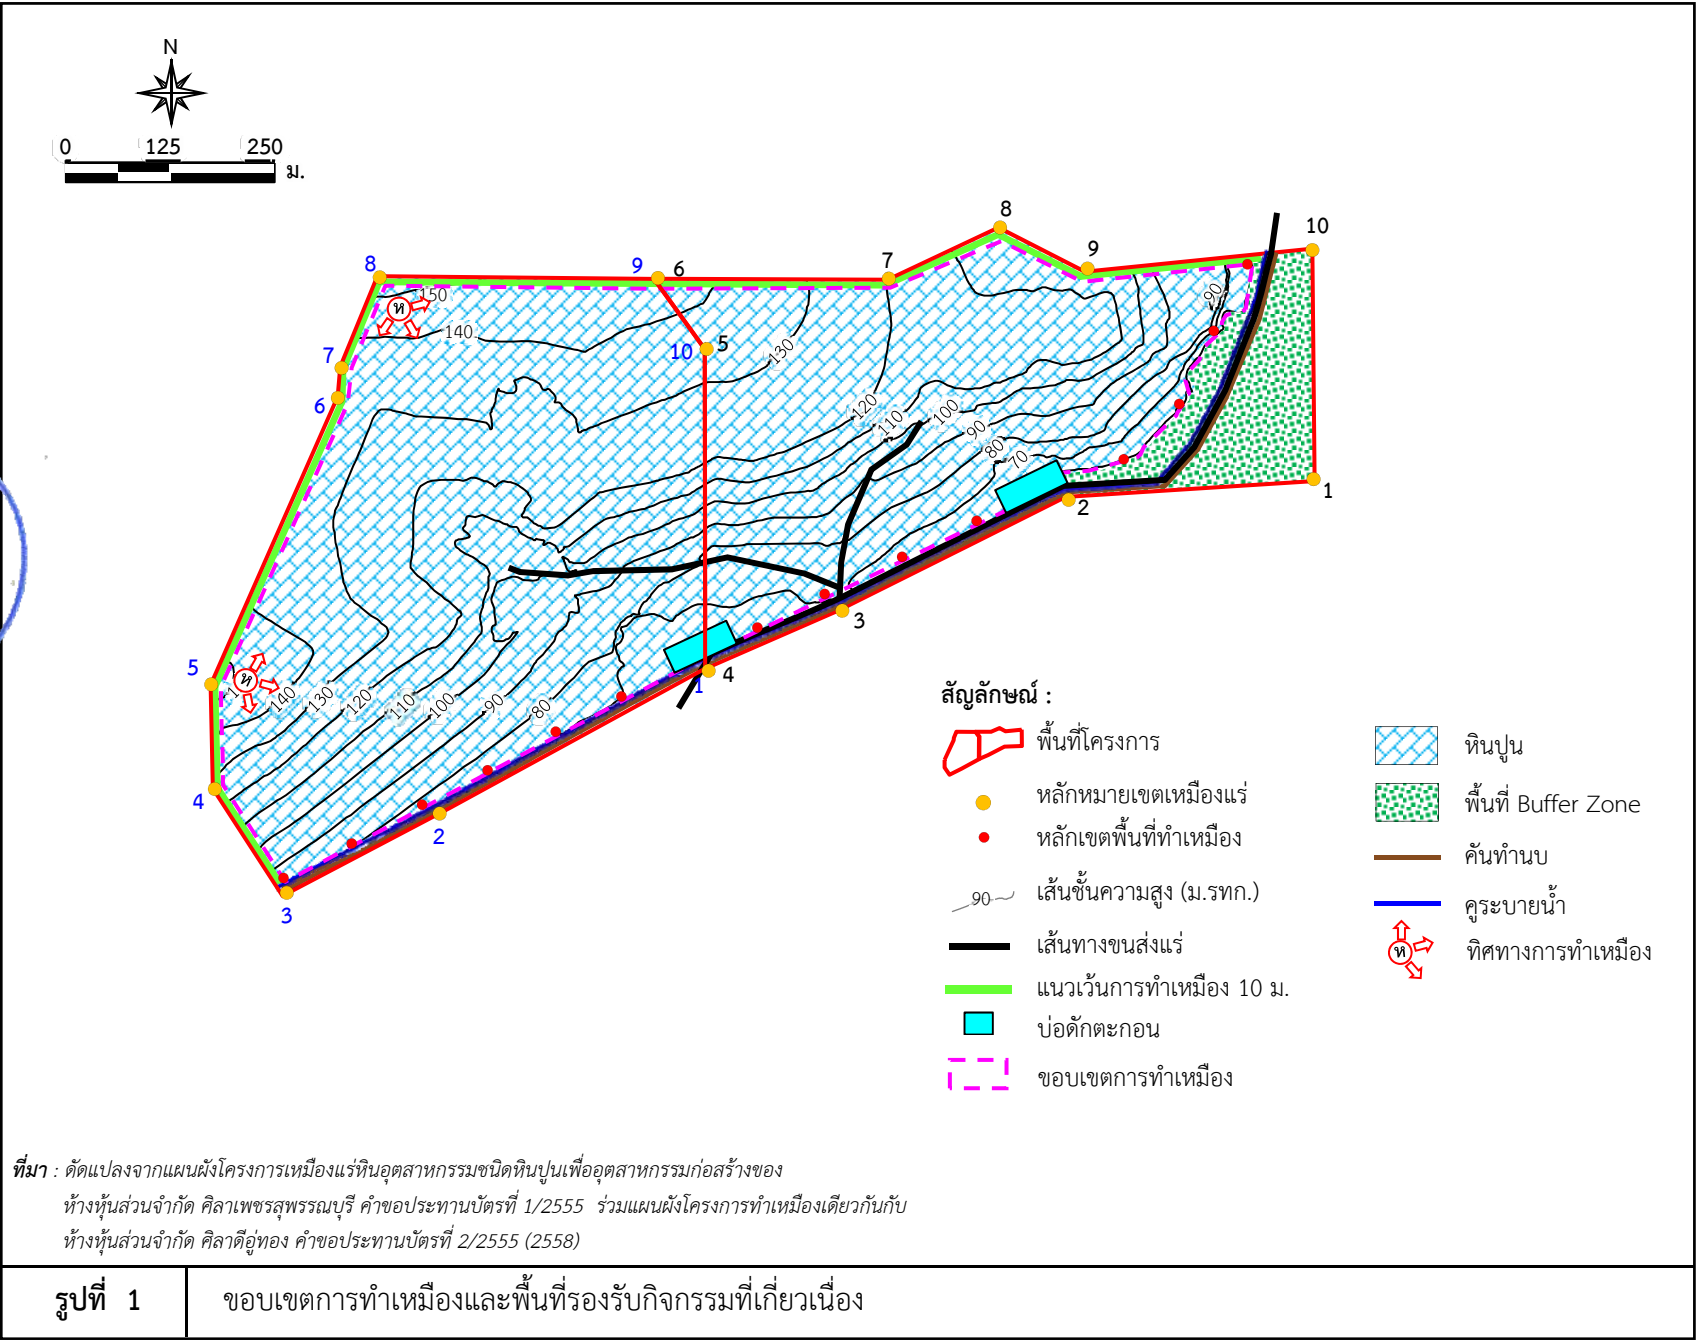 N
0 125 250
ม.
8
10
9
8
9 6
7
150
140
7
10 5
130
90
6
120
110
100
90
80
70
1
2
3
5
1
140
130
120
110
100
90
80
4
1
4
2
3
สัญลักษณ์ :
พื้นที่โครงการ
หลักหมายเขตเหมืองแร่
หลักเขตพื้นที่ทำเหมือง
90 เส้นชั้นความสูง (ม.รทก.)
เส้นทางขนส่งแร่
แนวเว้นการทำเหมือง 10 ม.
บ่อดักตะกอน
ขอบเขตการทำเหมือง
หินปูน
พื้นที่ Buffer Zone
คันทำนบ
คูระบายน้ำ
ห ทิศทางการทำเหมือง
ห
ห
ที่มา : ดัดแปลงจากแผนผังโครงการเหมืองแร่หินอุตสาหกรรมชนิดหินปูนเพื่ออุตสาหกรรมก่อสร้างของ
ห้างหุ้นส่วนจำกัด ศิลาเพชรสุพรรณบุรี คำขอประทานบัตรที่ 1/2555 ร่วมแผนผังโครงการทำเหมืองเดียวกันกับ
ห้างหุ้นส่วนจำกัด ศิลาดีอู่ทอง คำขอประทานบัตรที่ 2/2555 (2558)
รูปที่ 1 ขอบเขตการทำเหมืองและพื้นที่รองรับกิจกรรมที่เกี่ยวเนื่อง